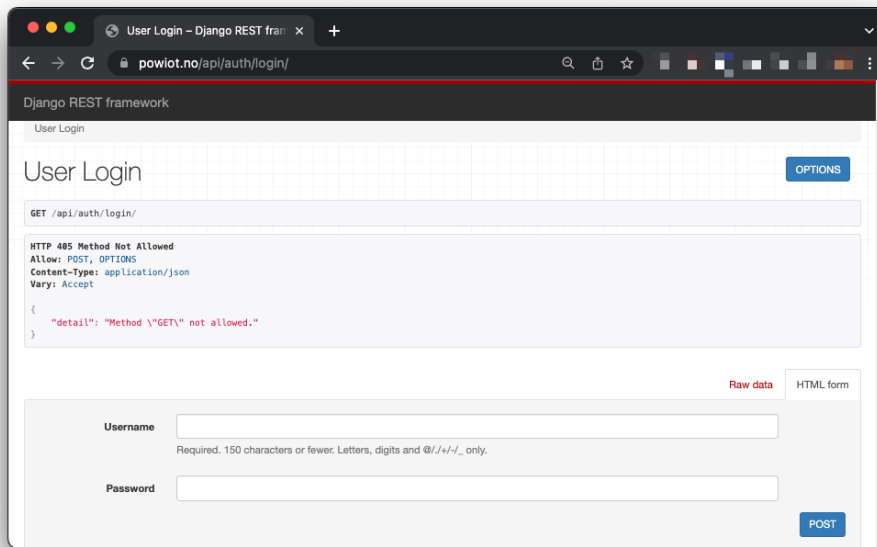 User Login – Django REST fran
powiot.no/api/auth/login/
Django REST framework
User Login
User Login
OPTIONS
GET /api/auth/login/
HTTP 405 Method Not Allowed
Allow: POST, OPTIONS
Content-Type: application/json
Vary: Accept
{
"detail": "Method \"GET\" not allowed."
}
Raw data
HTML form
Username
Required. 150 characters or fewer. Letters, digits and @/./+/-/_ only.
Password
POST